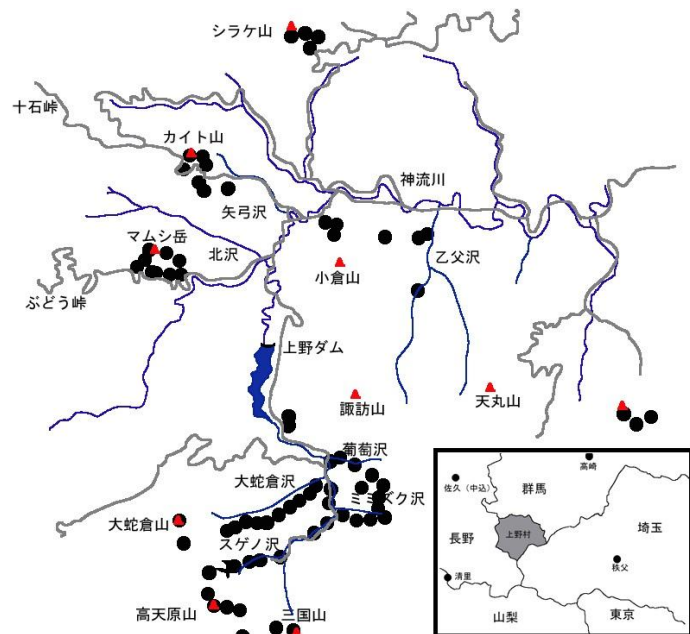 シラケ山
十石峠
カイト山
神流川
矢弓沢
マムシ岳
北沢
乙父沢
小倉山
ぶどう峠
上野ダム
天丸山
諏訪山
葡萄沢
大蛇倉沢
ミミズク沢
大蛇倉山
スゲノ沢
高天原山
三国山
高崎
佐久（中込）
群馬
上野村
埼玉
長野
秩父
清里
山梨
東京